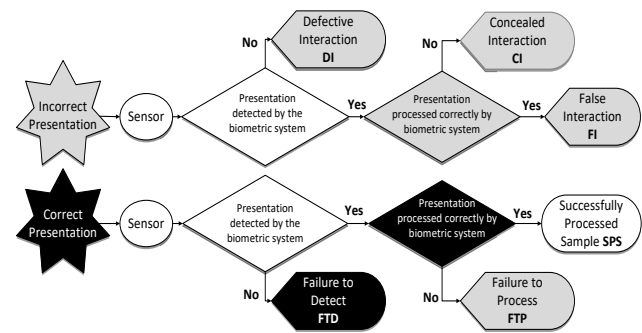 No
Defective
Interaction
DI
No
Concealed
Interaction
CI
Incorrect
Presentation
Sensor
Presentation
detected by the
biometric system
Yes
Presentation
processed correctly by
biometric system
Yes
False
Interaction
FI
Correct
Presentation
Sensor
Presentation
detected by the
biometric system
Yes
Presentation
processed correctly by
biometric system
Yes
Successfully
Processed
Sample SPS
No
Failure to
Detect
FTD
No
Failure to
Process
FTP